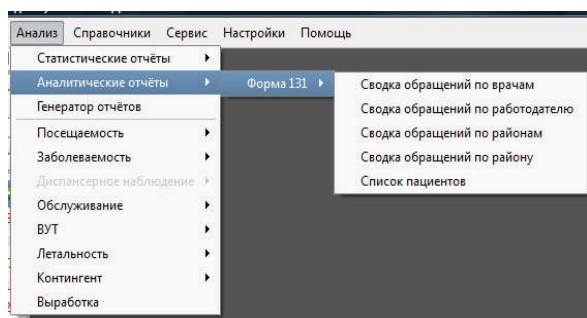 Анализ Справочники Сервис Настройки Помощь
Статистические отчёты
Аналитические отчёты
Генератор отчётов
Посещаемость
Заболеваемость
Диспансерное наблюдение
Обслуживание
ВУТ
Летальность
Контингент
Выработка
Форма 131
Сводка обращений по врачам
Сводка обращений по работодателю
Сводка обращений по районам
Сводка обращений по району
Список пациентов